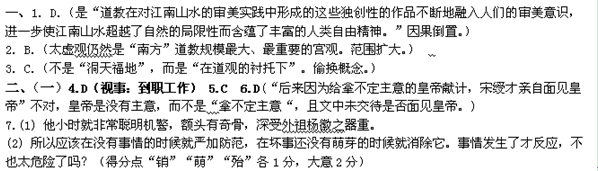 一、1. D.（是“道教在对江南山水的审美实践中形成的这些独创性的作品不断地融入人们的审美意识，
进一步使江南山水超越了自然的局限性而含蕴了丰富的人类自由精神。”因果倒置。）
2. B.（太虚观仍然是“南方”道教规模最大、最重要的宫观。范围扩大。）
3. C.（不是“洞天福地”，而是“在道观的衬托下”。偷换概念。）
二、（一）4.D（视事：到职工作） 5.C 6.D(“后来因为给拿不定主意的皇帝献计，宋绶才亲自面见皇
帝”不对，皇帝是没有主意，而不是“拿不定主意“，且文中未交待是否面见皇帝。)
7.(1) 他小时就非常聪明机警，额头有奇骨，深受外祖杨徽之器重。
(2) 所以应该在没有事情的时候就严加防范，在坏事还没有萌芽的时候就消除它。事情发生了才反应，不
也太危险了吗？（得分点“销”“萌”“殆”各 1 分，大意 2 分）